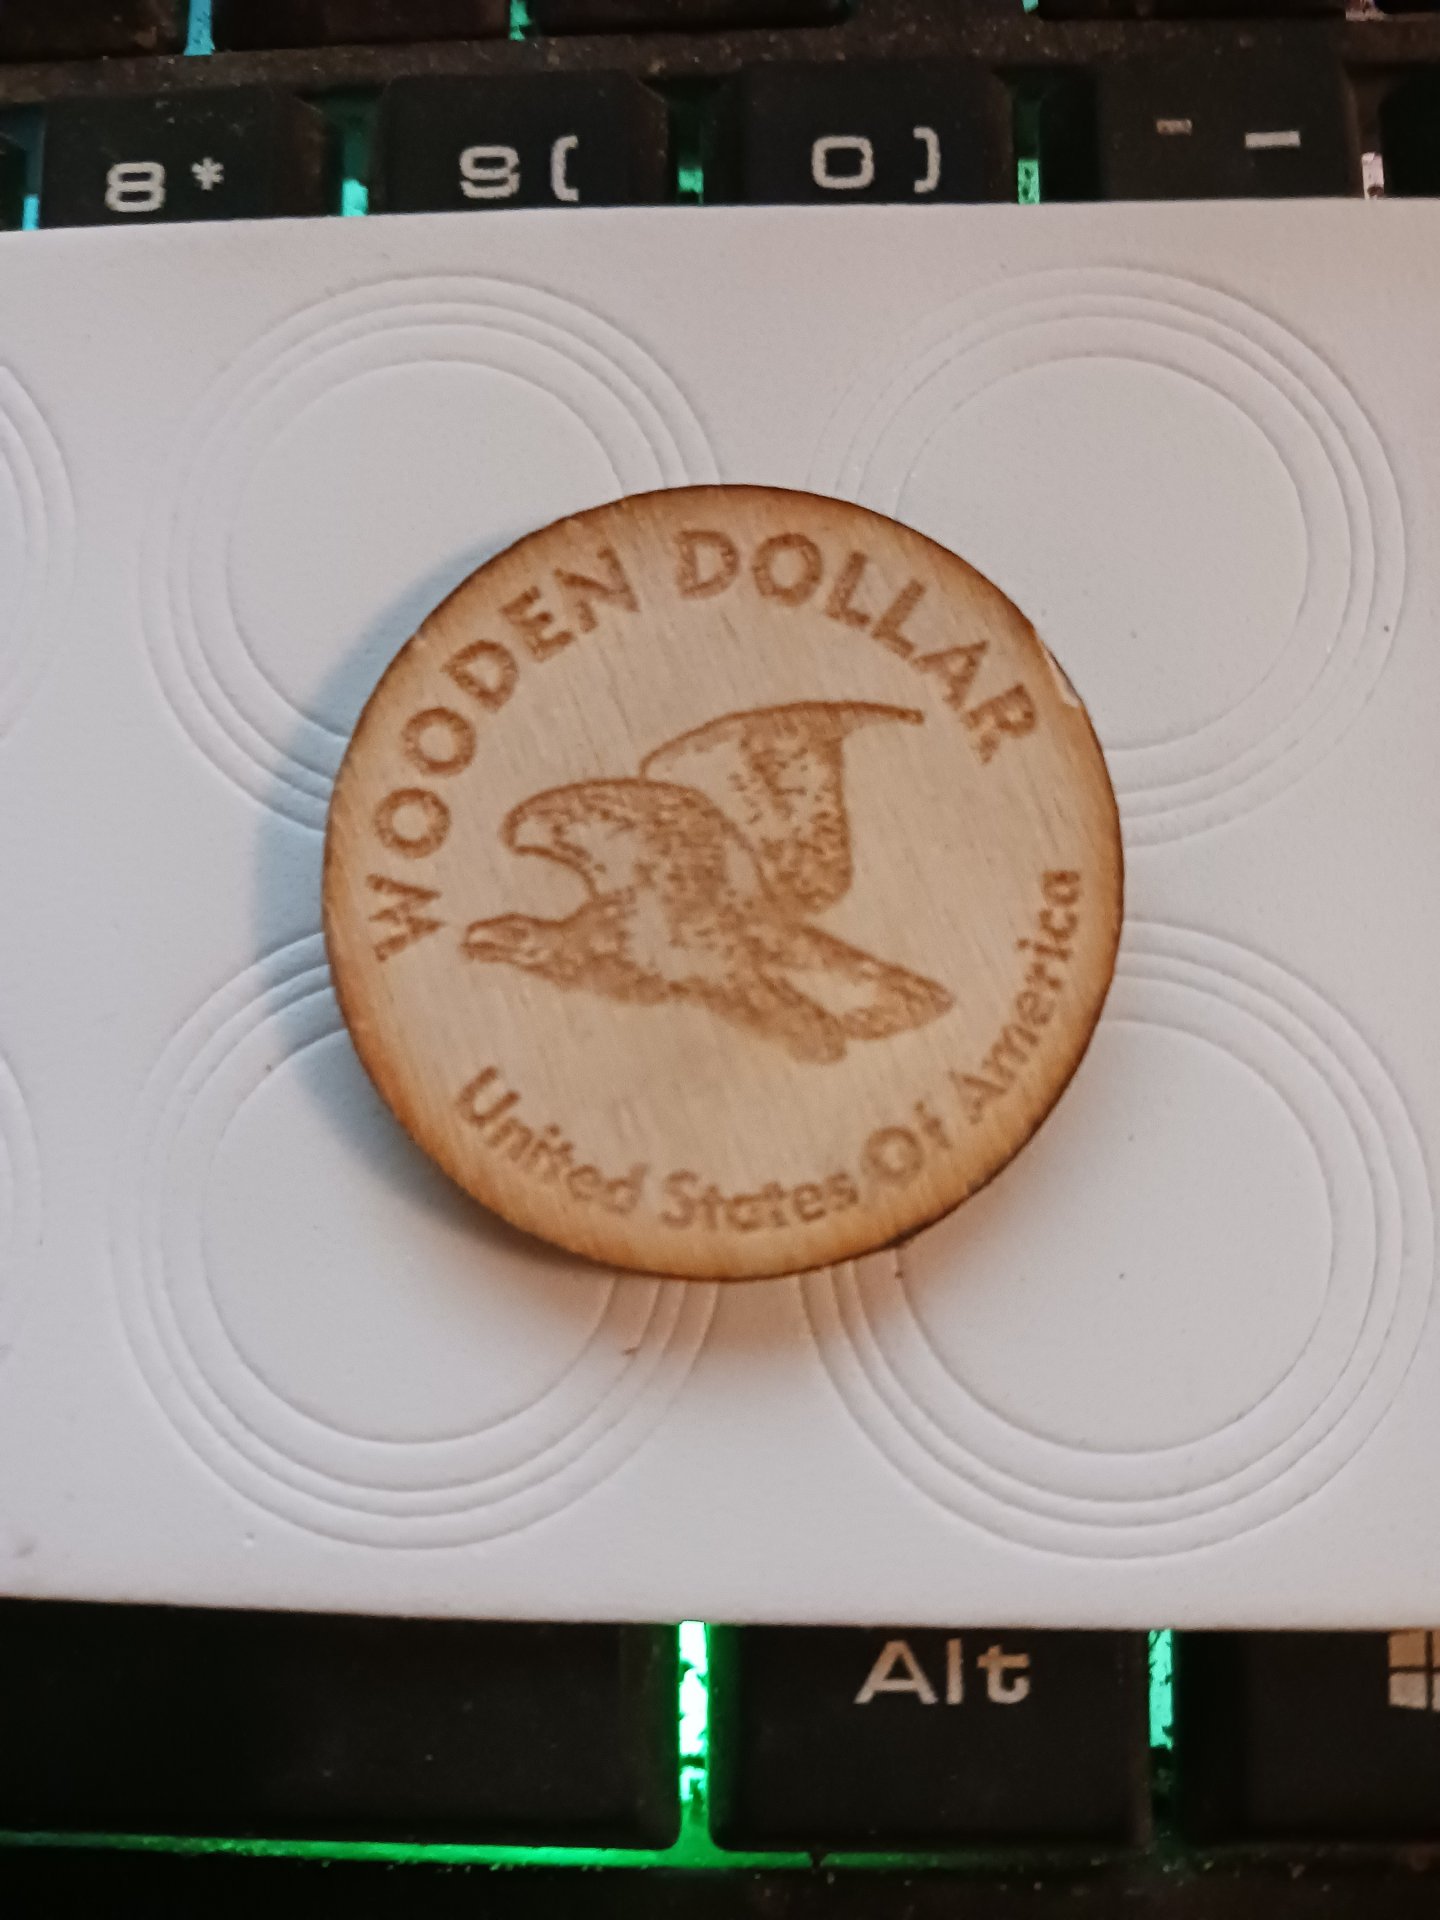 8 * 9 ( 0 ) - _
WOODEN DOLLAR
United States Of America
Alt